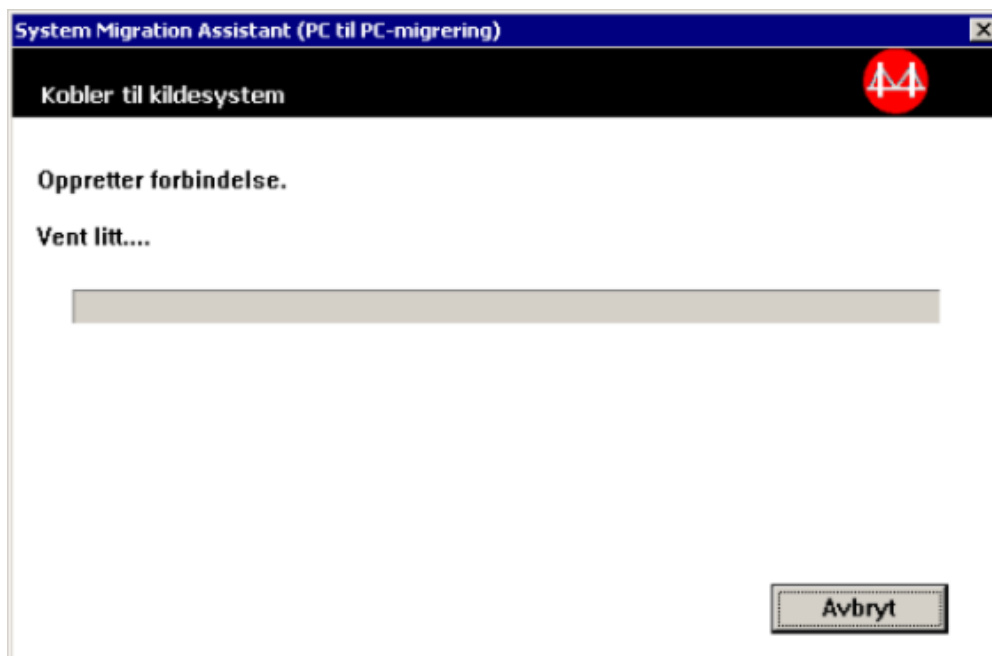 System Migration Assistant (PC til PC-migrering)
Kobler til kildesystem
Oppretter forbindelse.
Vent litt....
Avbryt